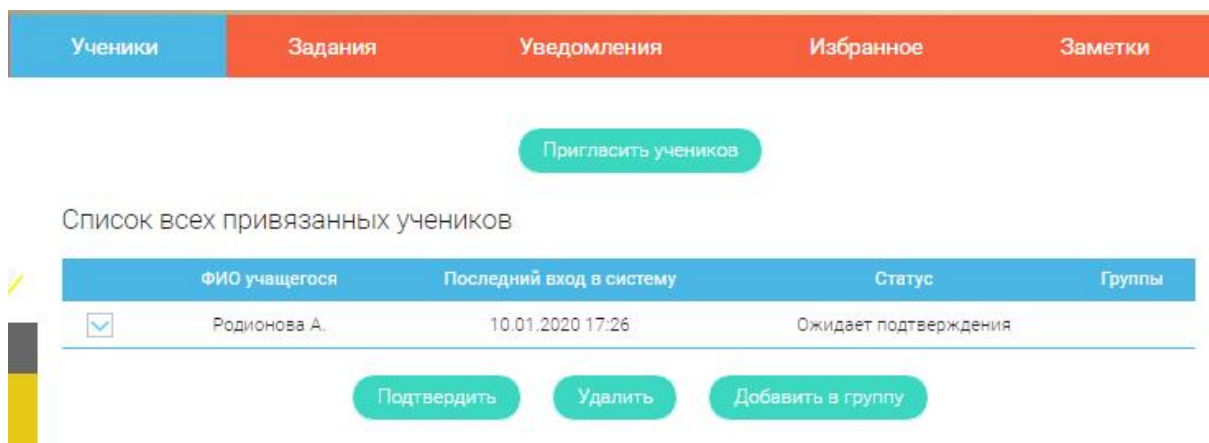 Ученики Задания Уведомления Избранное Заметки
Пригласить учеников
Список всех привязанных учеников
ФИО учащегося Последний вход в систему Статус Группы
Родионова А. 10.01.2020 17:26 Ожидает подтверждения
Подтвердить Удалить Добавить в группу